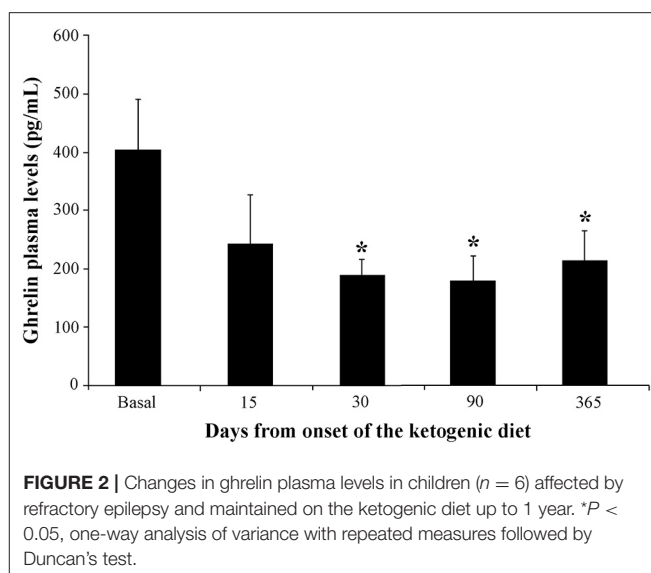 600
500
400
300
200
100
0
Ghrelin plasma levels (pg/mL)
*
*
*
Basal 15 30 90 365
Days from onset of the ketogenic diet
FIGURE 2 | Changes in ghrelin plasma levels in children (n = 6) affected by
refractory epilepsy and maintained on the ketogenic diet up to 1 year. *P <
0.05, one-way analysis of variance with repeated measures followed by
Duncan's test.